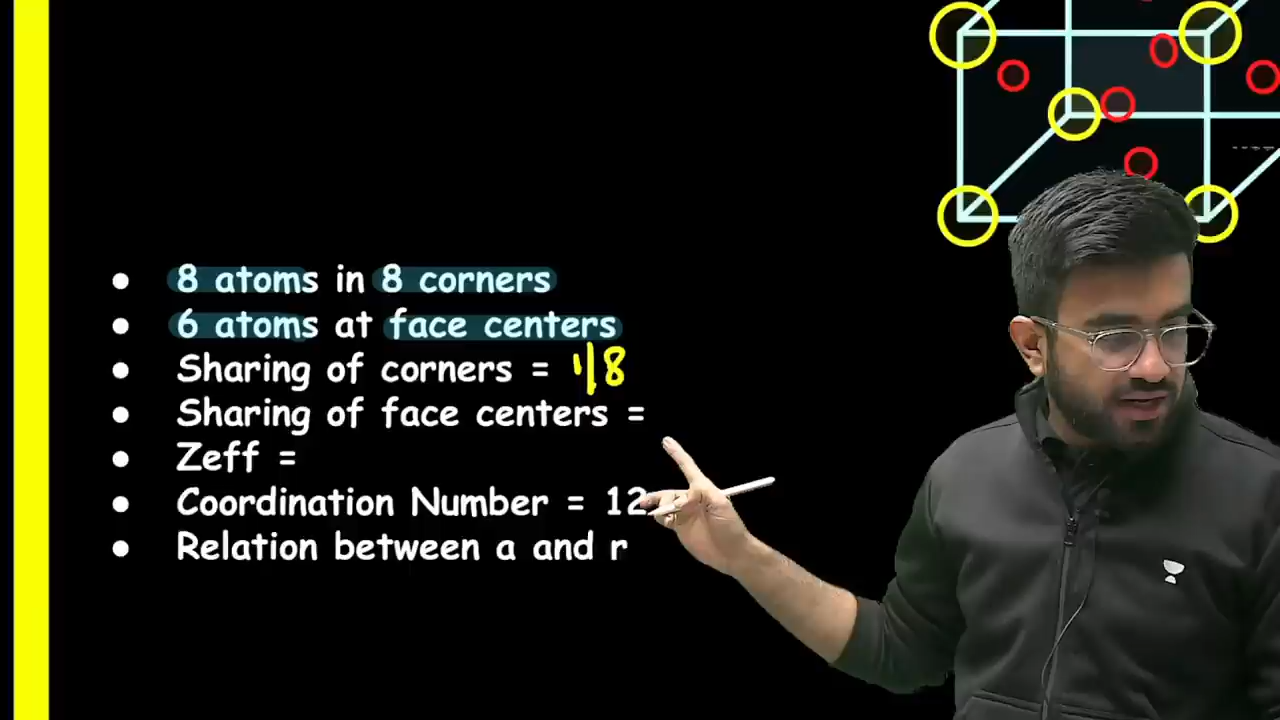 • 8 atoms in 8 corners
• 6 atoms at face centers
• Sharing of corners = 1/8
• Sharing of face centers =
• Zeff =
• Coordination Number = 12
• Relation between a and r